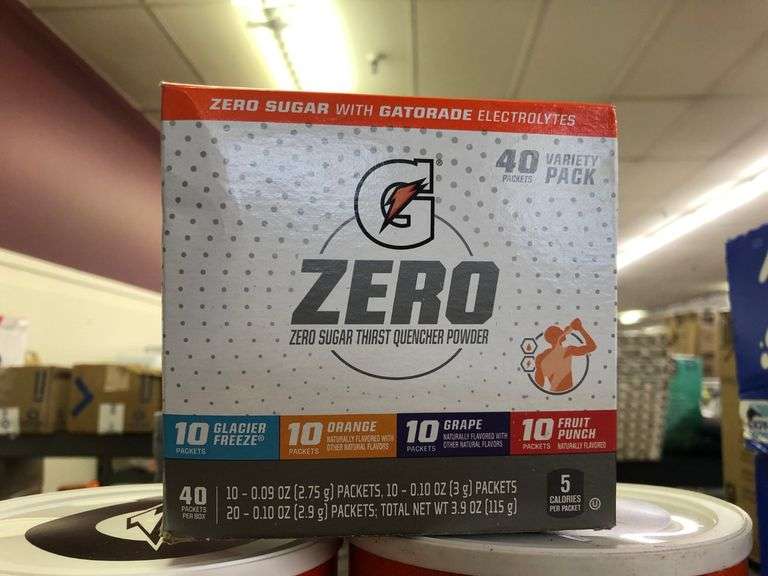 ZERO SUGAR WITH GATORADE ELECTROLYTES
40 PACKETS
VARIETY PACK
G®
ZERO
ZERO SUGAR THIRST QUENCHER POWDER
10 PACKETS
GLACIER
FREEZE®
10 PACKETS
ORANGE
NATURALLY FLAVORED WITH
OTHER NATURAL FLAVORS
10 PACKETS
GRAPE
NATURALLY FLAVORED WITH
OTHER NATURAL FLAVORS
10 PACKETS
FRUIT
PUNCH
NATURALLY FLAVORED
40
PACKETS
PER BOX
10 – 0.09 OZ (2.75 g) PACKETS, 10 – 0.10 OZ (3 g) PACKETS
20 – 0.10 OZ (2.9 g) PACKETS; TOTAL NET WT 3.9 OZ (115 g)
5
CALORIES
PER PACKET
U